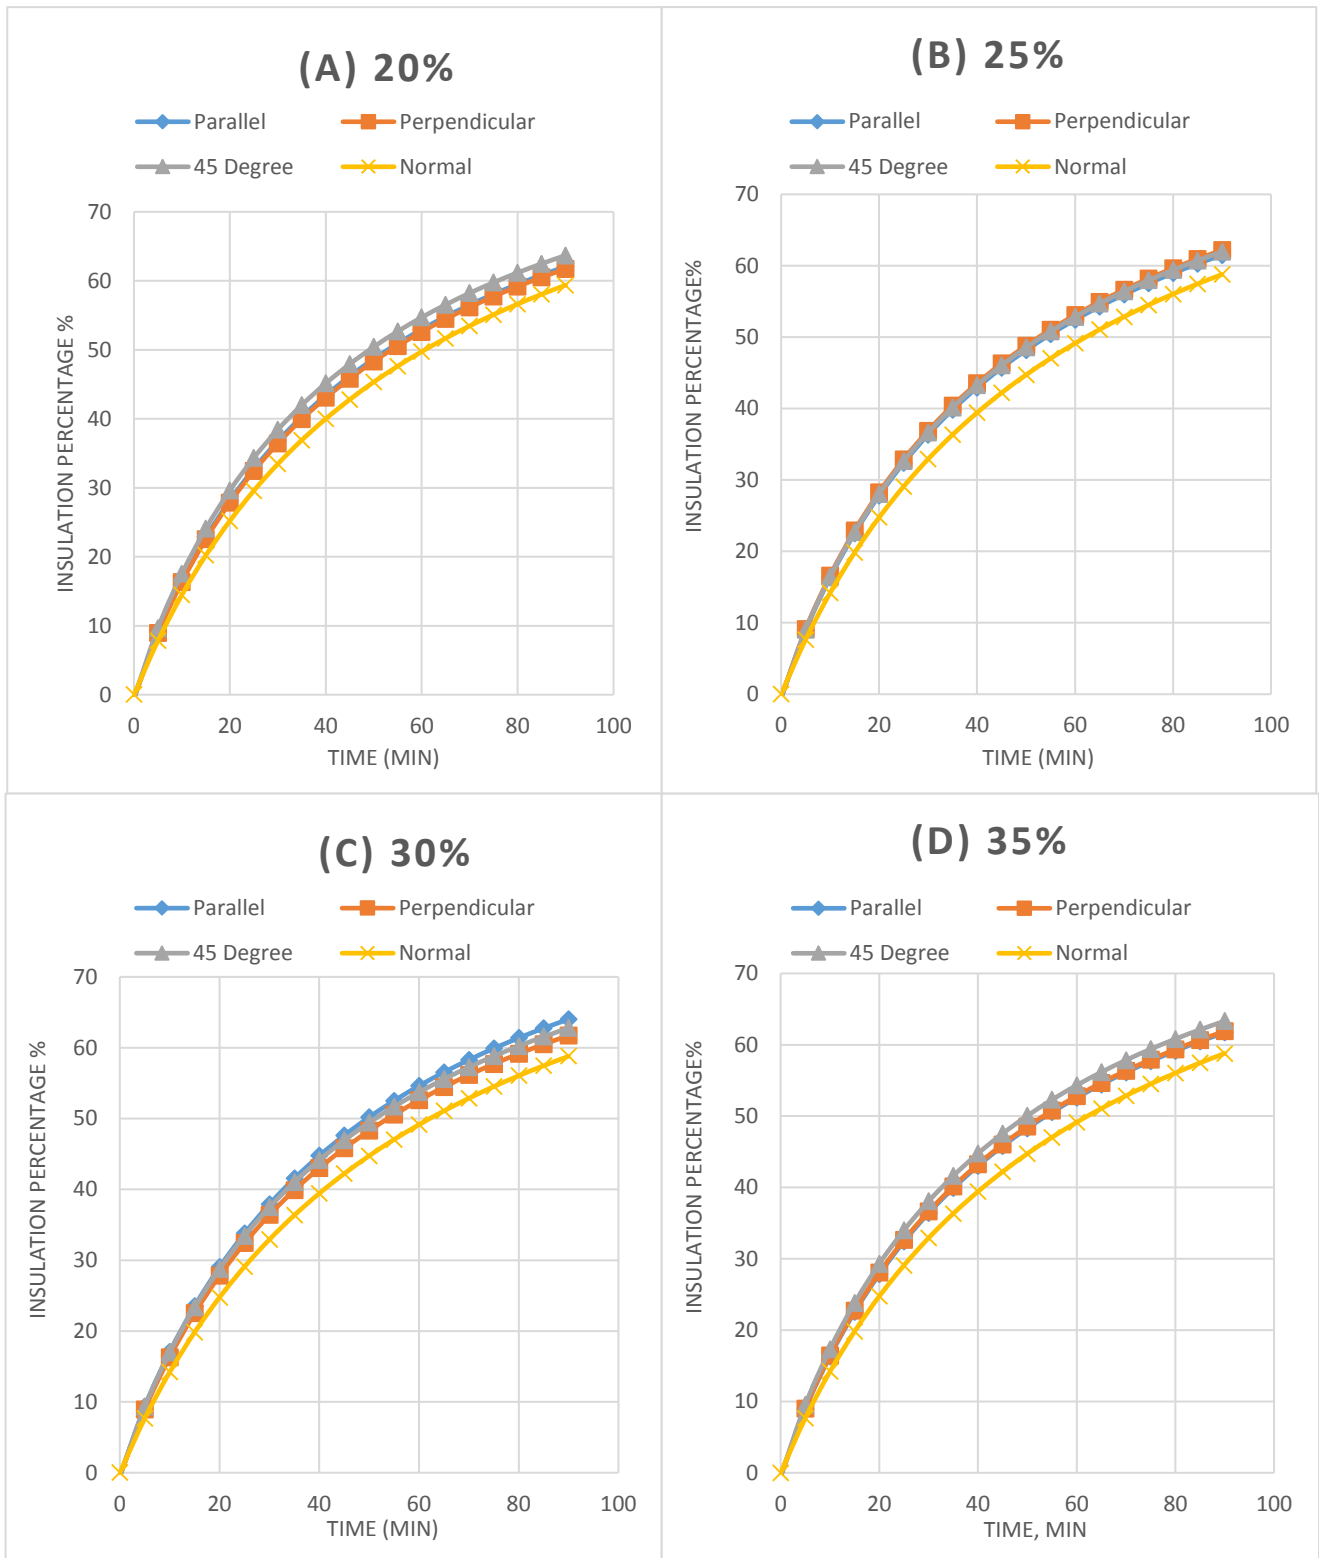 (A) 20%
Parallel
Perpendicular
45 Degree
Normal
70
60
50
40
30
20
10
0
INSULATION PERCENTAGE %
0 20 40 60 80 100
TIME (MIN)
(B) 25%
Parallel
Perpendicular
45 Degree
Normal
70
60
50
40
30
20
10
0
INSULATION PERCENTAGE%
0 20 40 60 80 100
TIME (MIN)
(C) 30%
Parallel
Perpendicular
45 Degree
Normal
70
60
50
40
30
20
10
0
INSULATION PERCENTAGE %
0 20 40 60 80 100
TIME (MIN)
(D) 35%
Parallel
Perpendicular
45 Degree
Normal
70
60
50
40
30
20
10
0
INSULATION PERCENTAGE%
0 20 40 60 80 100
TIME, MIN